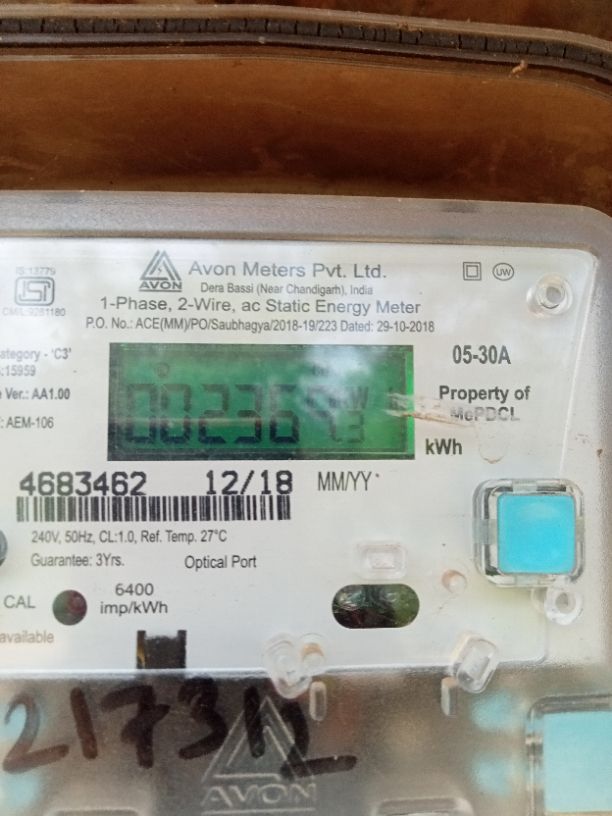 IS:13779
CM/L:9281180
AVON
Avon Meters Pvt. Ltd.
Dera Bassi (Near Chandigarh), India
1-Phase, 2-Wire, ac Static Energy Meter
P.O. No.: ACE(MM)/PO/Saubhagya/2018-19/223 Dated: 29-10-2018
UW
ategory - 'C3'
:15959
e Ver.: AA1.00
: AEM-106
05-30A
Property of
MePDCL
kWh
4683462 12/18 MM/YY
240V, 50Hz, CL:1.0, Ref. Temp. 27°C
Guarantee: 3Yrs. Optical Port
CAL
6400
imp/kWh
available
AVON